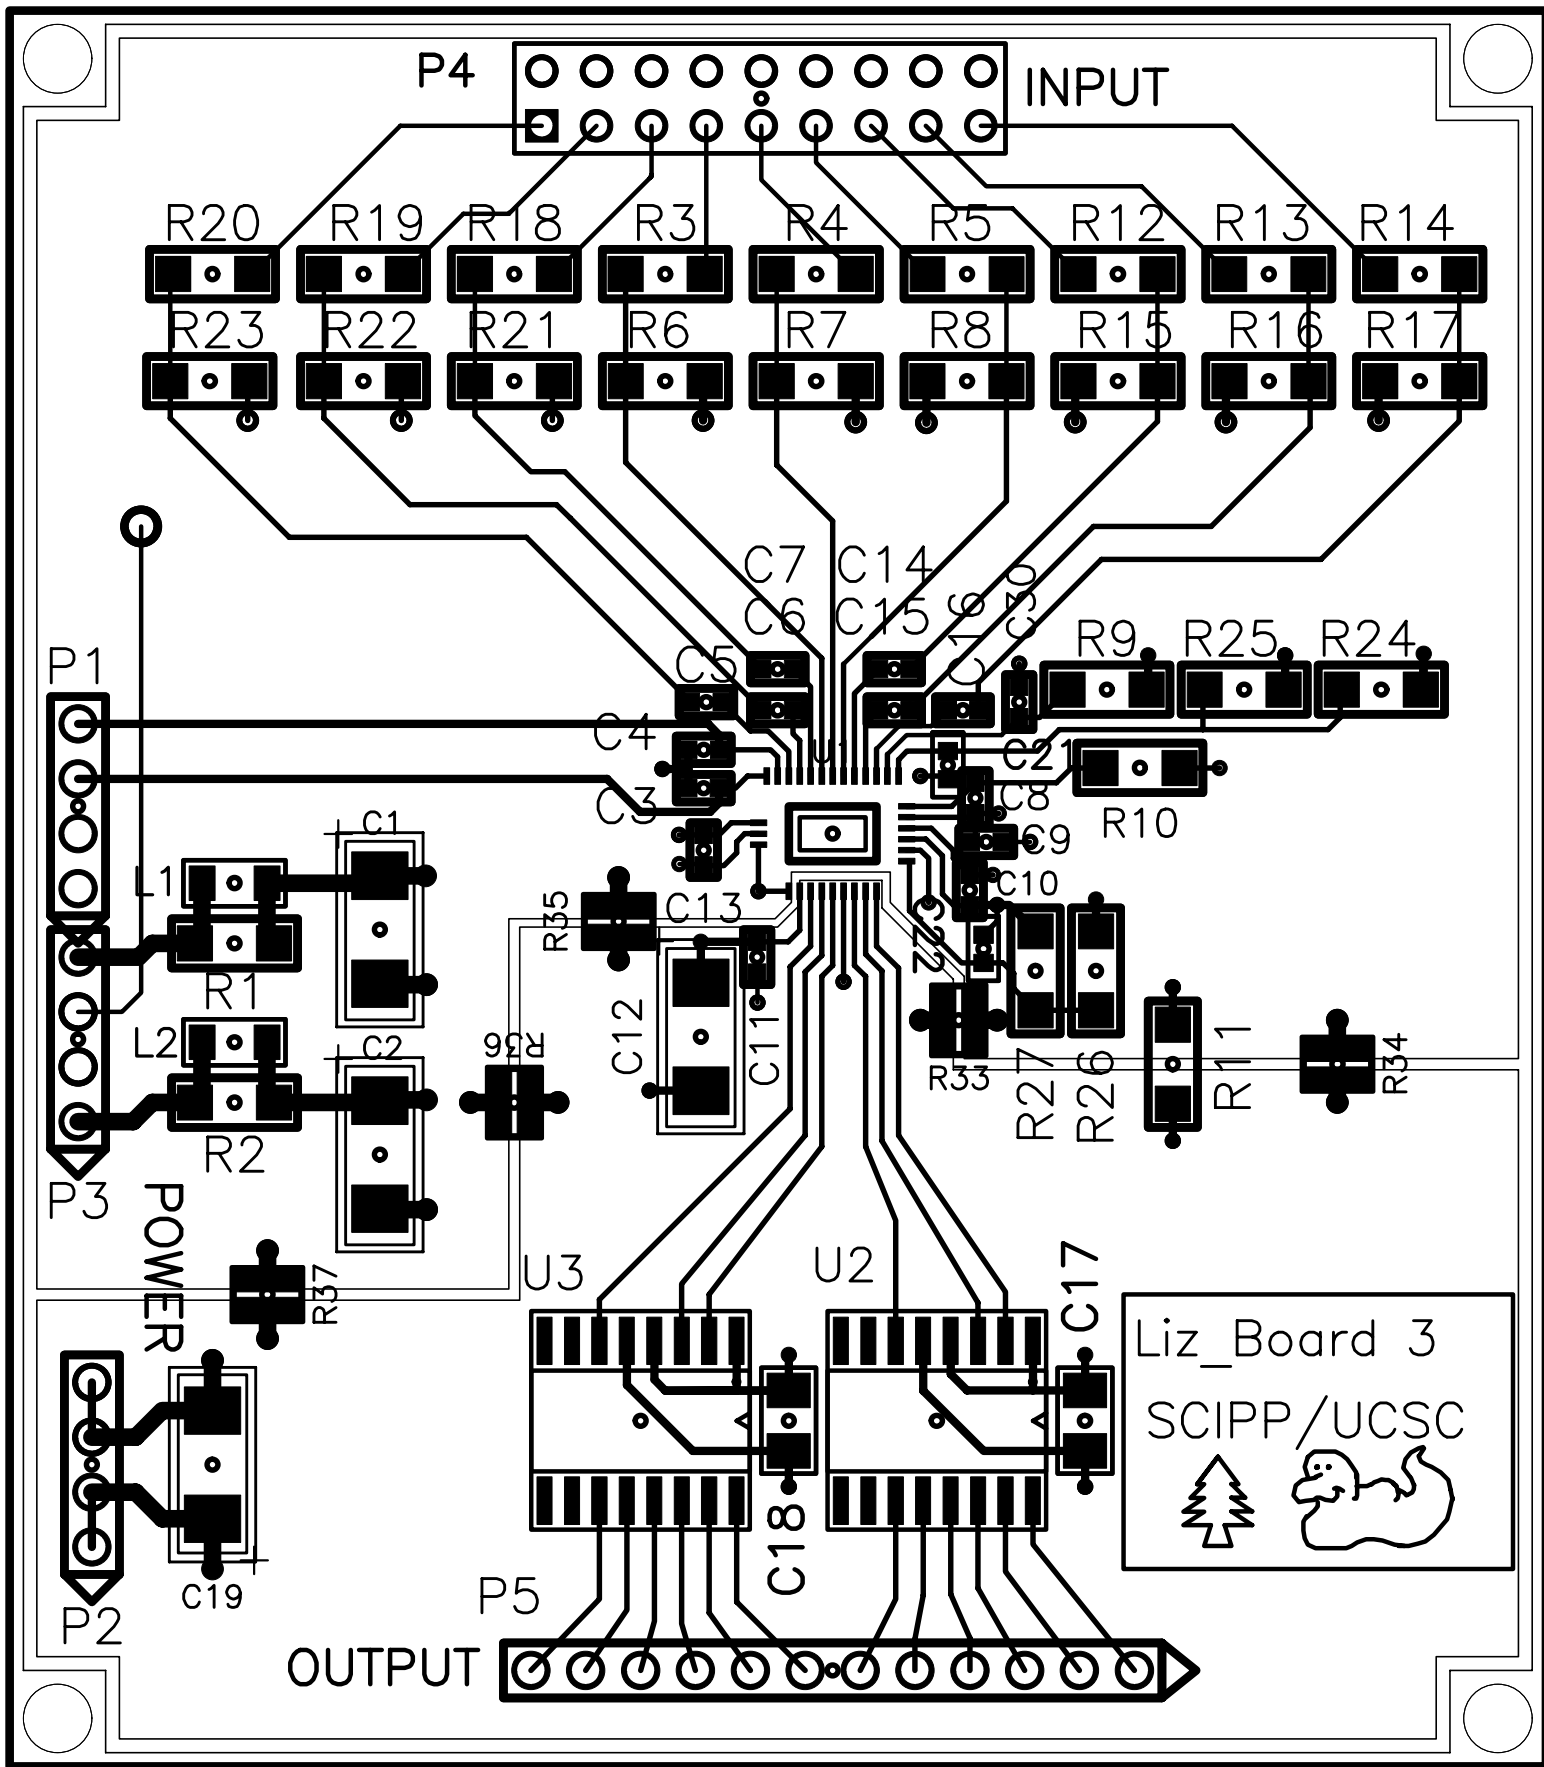 P4 INPUT
R20 R19 R18 R3 R4 R5 R12 R13 R14
R23 R22 R21 R6 R7 R8 R15 R16 R17
C7 C14
C6 C15 C16 C30
P1 C5 R9 R25 R24
C4 U1 C21
C3 C8 R10
C1 C9
L1 R35 C13 C10
C22
R1
L2 C2 R36 C12 C11 R33 R27 R26 R11 R34
R2
P3
POWER
R37 U3 U2 C17
Liz_Board 3
SCIPP/UCSC
C18
C19 P5
P2
OUTPUT